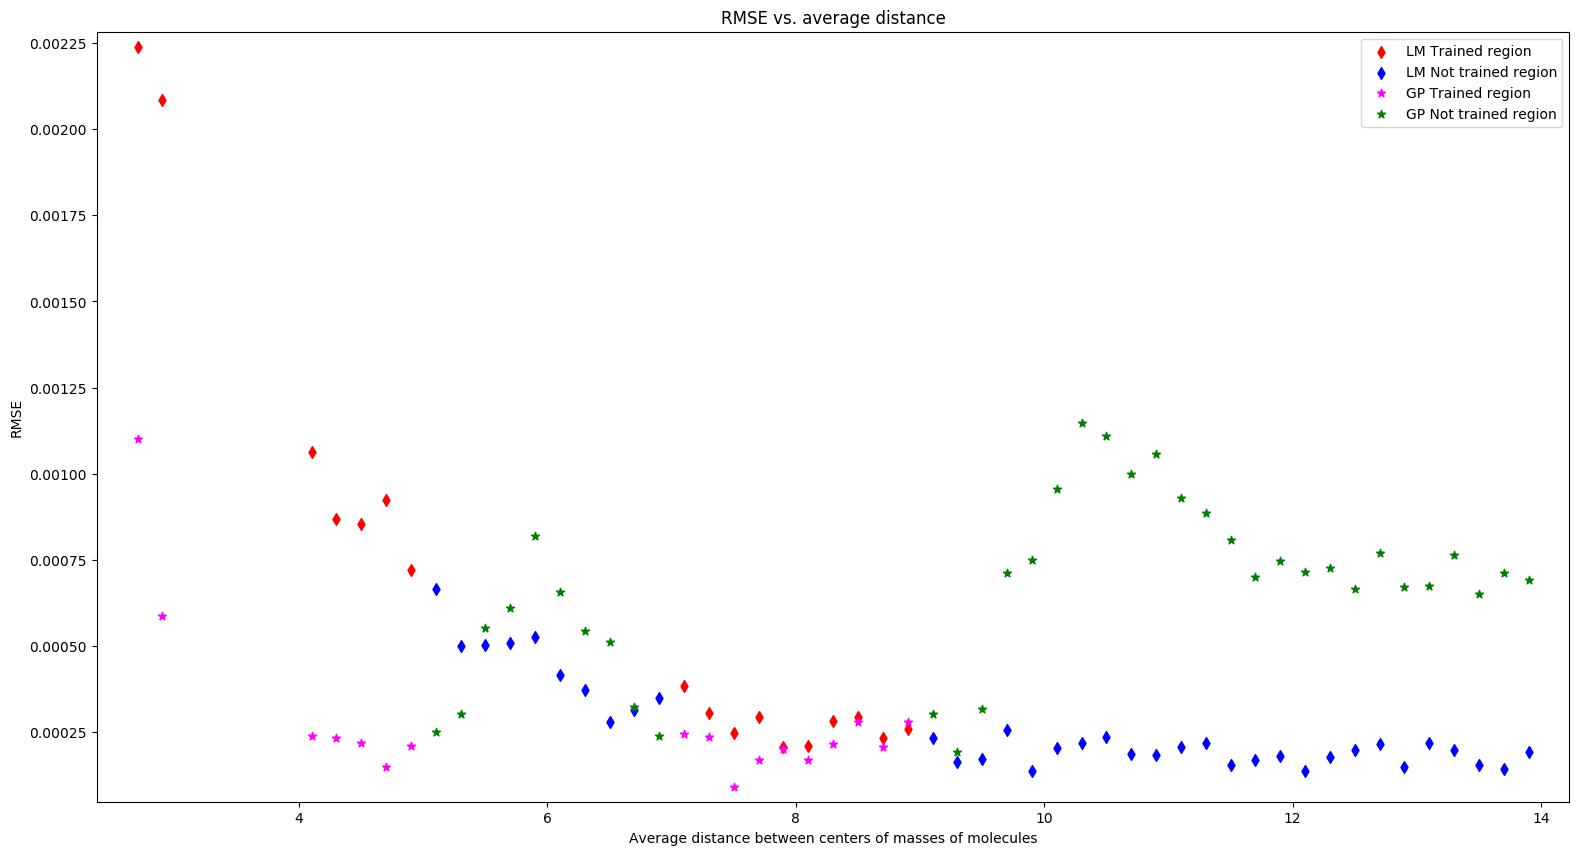 RMSE vs. average distance
LM Trained region
LM Not trained region
GP Trained region
GP Not trained region
0.00225
0.00200
0.00175
0.00150
0.00125
0.00100
0.00075
0.00050
0.00025
RMSE
4
6
8
10
12
14
Average distance between centers of masses of molecules